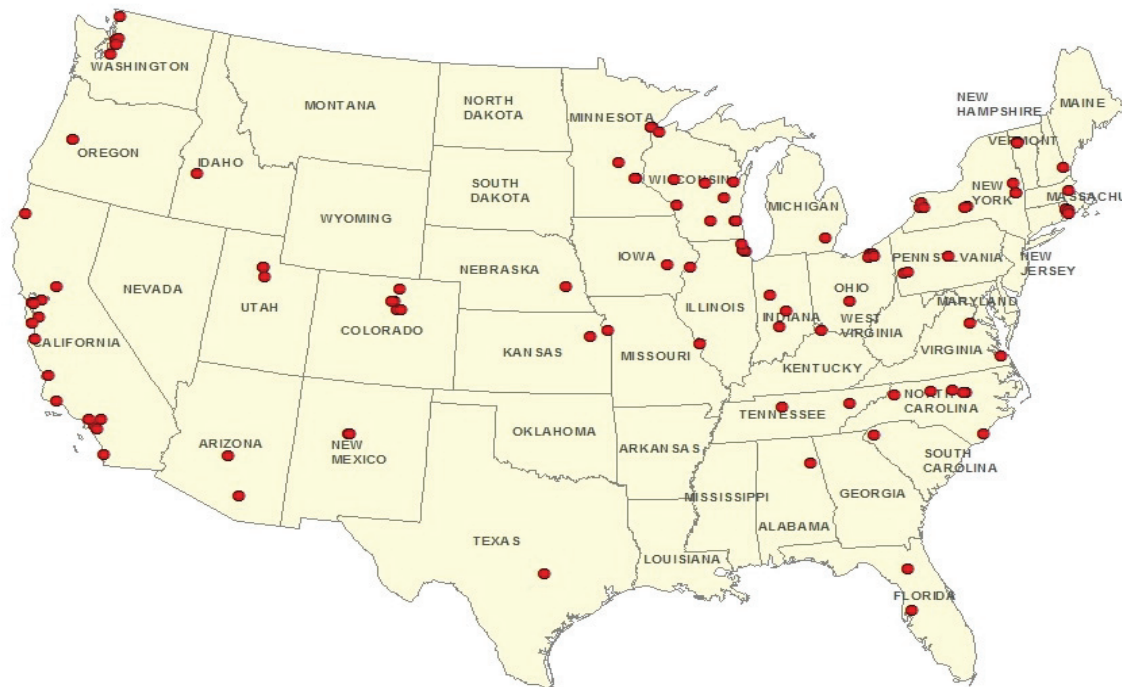 WASHINGTON
MONTANA
NORTH
DAKOTA
MINNESOTA
NEW
HAMPSHIRE
MAINE
VERMONT
OREGON
IDAHO
SOUTH
DAKOTA
WISCONSIN
MICHIGAN
NEW
YORK
MASSACHU
WYOMING
IOWA
PENNSYLVANIA
NEW
JERSEY
NEBRASKA
NEVADA
UTAH
COLORADO
ILLINOIS
INDIANA
OHIO
WEST
VIRGINIA
MARYLAND
CALIFORNIA
KANSAS
MISSOURI
KENTUCKY
VIRGINIA
NORTH
CAROLINA
TENNESSEE
ARIZONA
NEW
MEXICO
OKLAHOMA
ARKANSAS
SOUTH
CAROLINA
MISSISSIPPI
GEORGIA
ALABAMA
TEXAS
LOUISIANA
FLORIDA